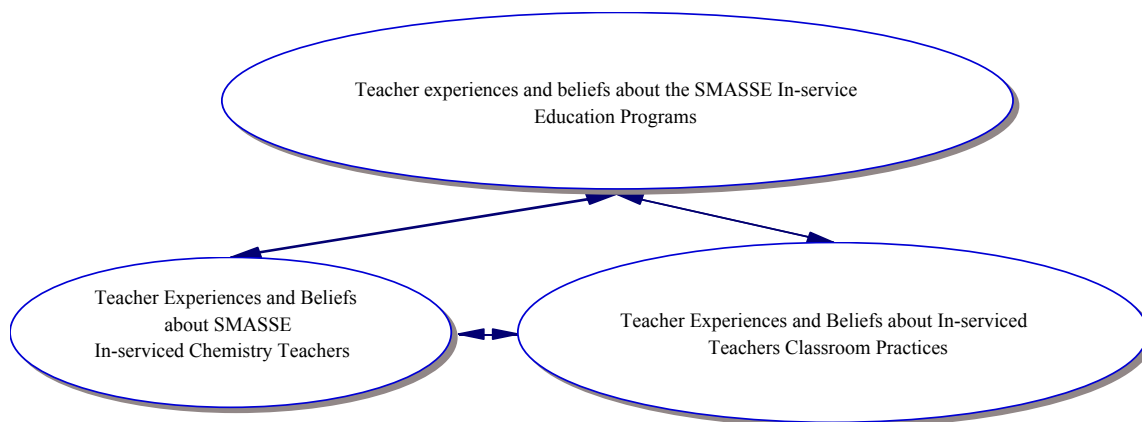 Teacher experiences and beliefs about the SMASSE In-service
Education Programs
Teacher Experiences and Beliefs
about SMASSE
In-serviced Chemistry Teachers
Teacher Experiences and Beliefs about In-serviced
Teachers Classroom Practices